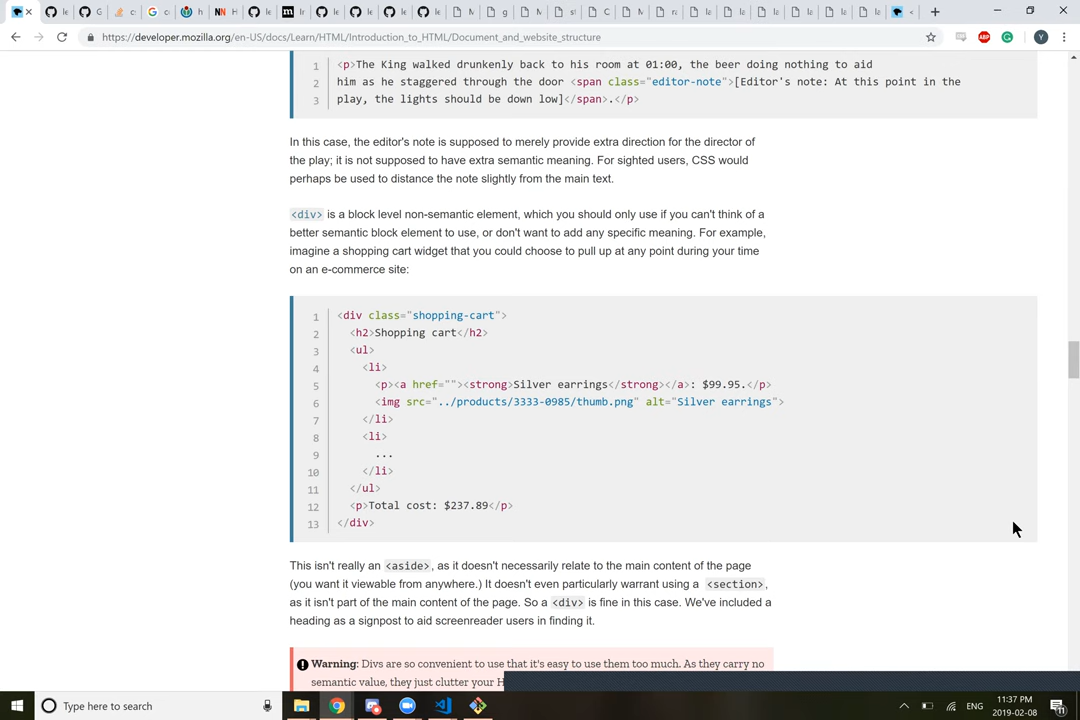 https://developer.mozilla.org/en-US/docs/Learn/HTML/Introduction_to_HTML/Document_and_website_structure
1 <p>The King walked drunkenly back to his room at 01:00, the beer doing nothing to aid
2 him as he staggered through the door <span class="editor-note">[Editor's note: At this point in the
3 play, the lights should be down low]</span>.</p>
In this case, the editor's note is supposed to merely provide extra direction for the director of
the play; it is not supposed to have extra semantic meaning. For sighted users, CSS would
perhaps be used to distance the note slightly from the main text.
<div> is a block level non-semantic element, which you should only use if you can't think of a
better semantic block element to use, or don't want to add any specific meaning. For example,
imagine a shopping cart widget that you could choose to pull up at any point during your time
on an e-commerce site:
1 <div class="shopping-cart">
2 <h2>Shopping cart</h2>
3 <ul>
4 <li>
5 <p><a href=""><strong>Silver earrings</strong></a>: $99.95.</p>
6 <img src="../products/3333-0985/thumb.png" alt="Silver earrings">
7 </li>
8 <li>
9 ...
10 </li>
11 </ul>
12 <p>Total cost: $237.89</p>
13 </div>
This isn't really an <aside>, as it doesn't necessarily relate to the main content of the page
(you want it viewable from anywhere.) It doesn't even particularly warrant using a <section>,
as it isn't part of the main content of the page. So a <div> is fine in this case. We've included a
heading as a signpost to aid screenreader users in finding it.
Warning: Divs are so convenient to use that it's easy to use them too much. As they carry no
semantic value, they just clutter your H
Type here to search
ENG
11:37 PM
2019-02-08